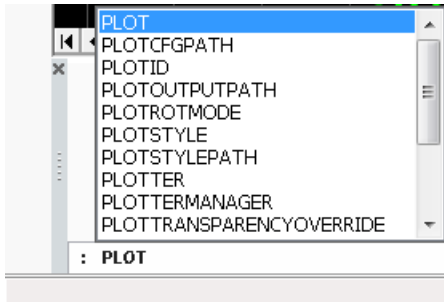 PLOT
PLOTCFGPATH
PLOTID
PLOTOUTPUTPATH
PLOTROTMODE
PLOTSTYLE
PLOTSTYLEPATH
PLOTTER
PLOTTERMANAGER
PLOTTRANSPARENCYOVERRIDE
: PLOT